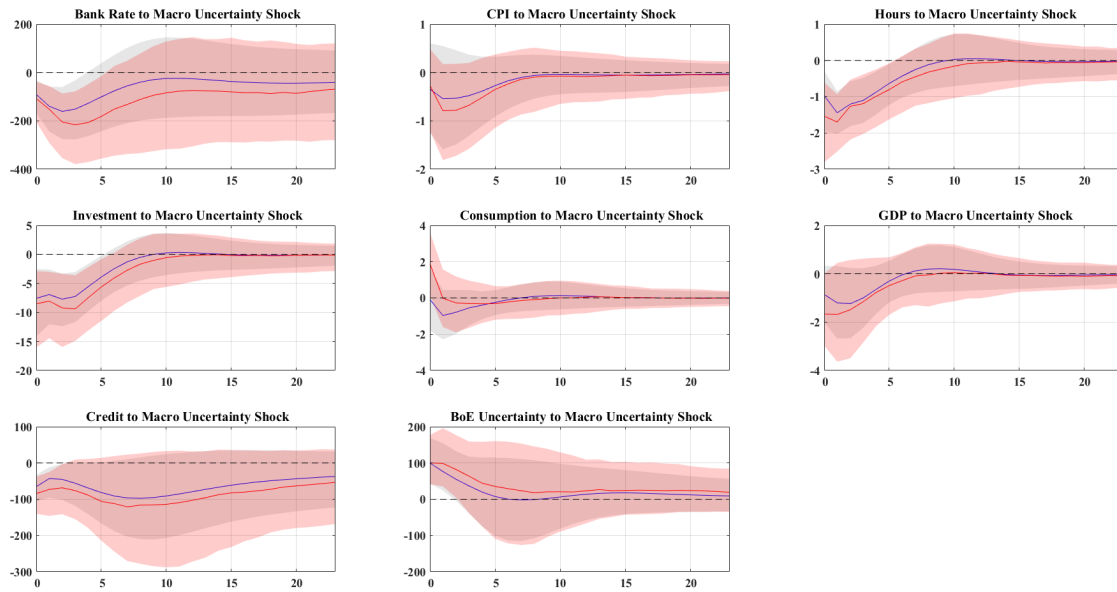 Bank Rate to Macro Uncertainty Shock
200
0
-200
-400
0 5 10 15 20
CPI to Macro Uncertainty Shock
1
0
-1
-2
0 5 10 15 20
Hours to Macro Uncertainty Shock
1
0
-1
-2
-3
0 5 10 15 20
Investment to Macro Uncertainty Shock
5
0
-5
-10
-15
-20
0 5 10 15 20
Consumption to Macro Uncertainty Shock
4
2
0
-2
-4
0 5 10 15 20
GDP to Macro Uncertainty Shock
2
0
-2
-4
0 5 10 15 20
Credit to Macro Uncertainty Shock
100
0
-100
-200
-300
0 5 10 15 20
BoE Uncertainty to Macro Uncertainty Shock
200
100
0
-100
-200
0 5 10 15 20